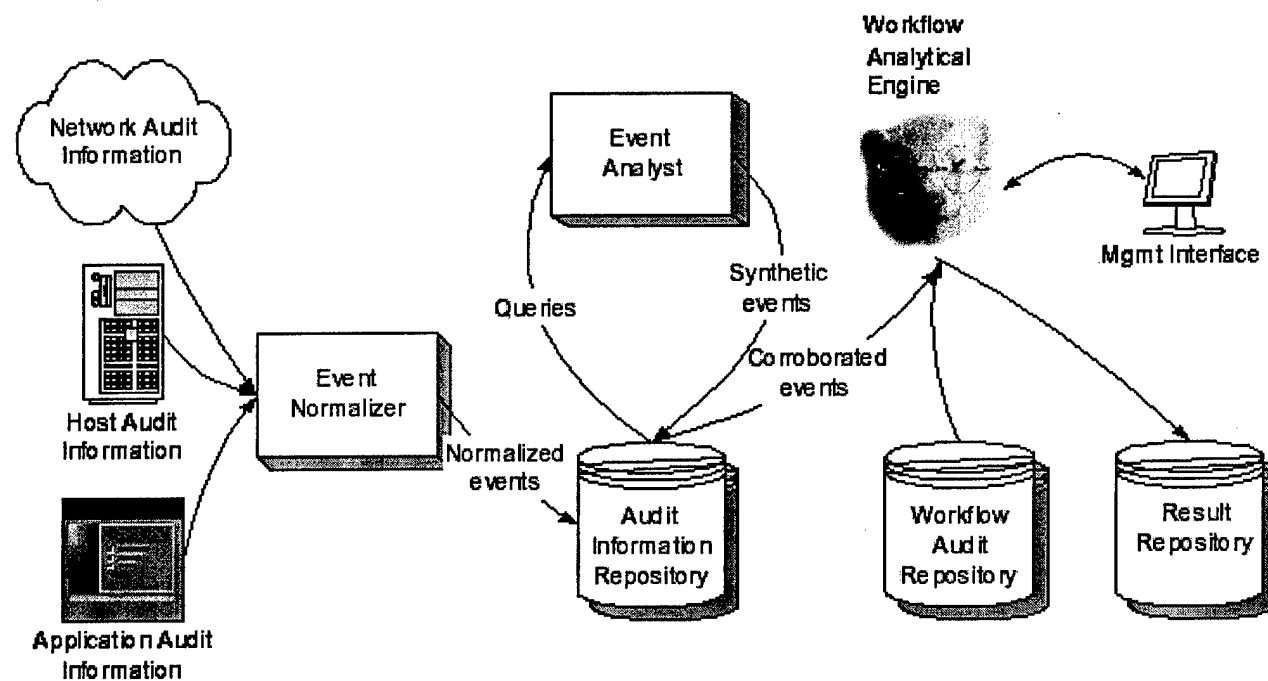 Network Audit
Information
Host Audit
Information
Application Audit
Information
Event
Normalizer
Normalized
events
Queries
Event
Analyst
Synthetic
events
Corroborated
events
Audit
Information
Repository
Workflow
Analytical
Engine
Mgmt Interface
Workflow
Audit
Repository
Result
Repository